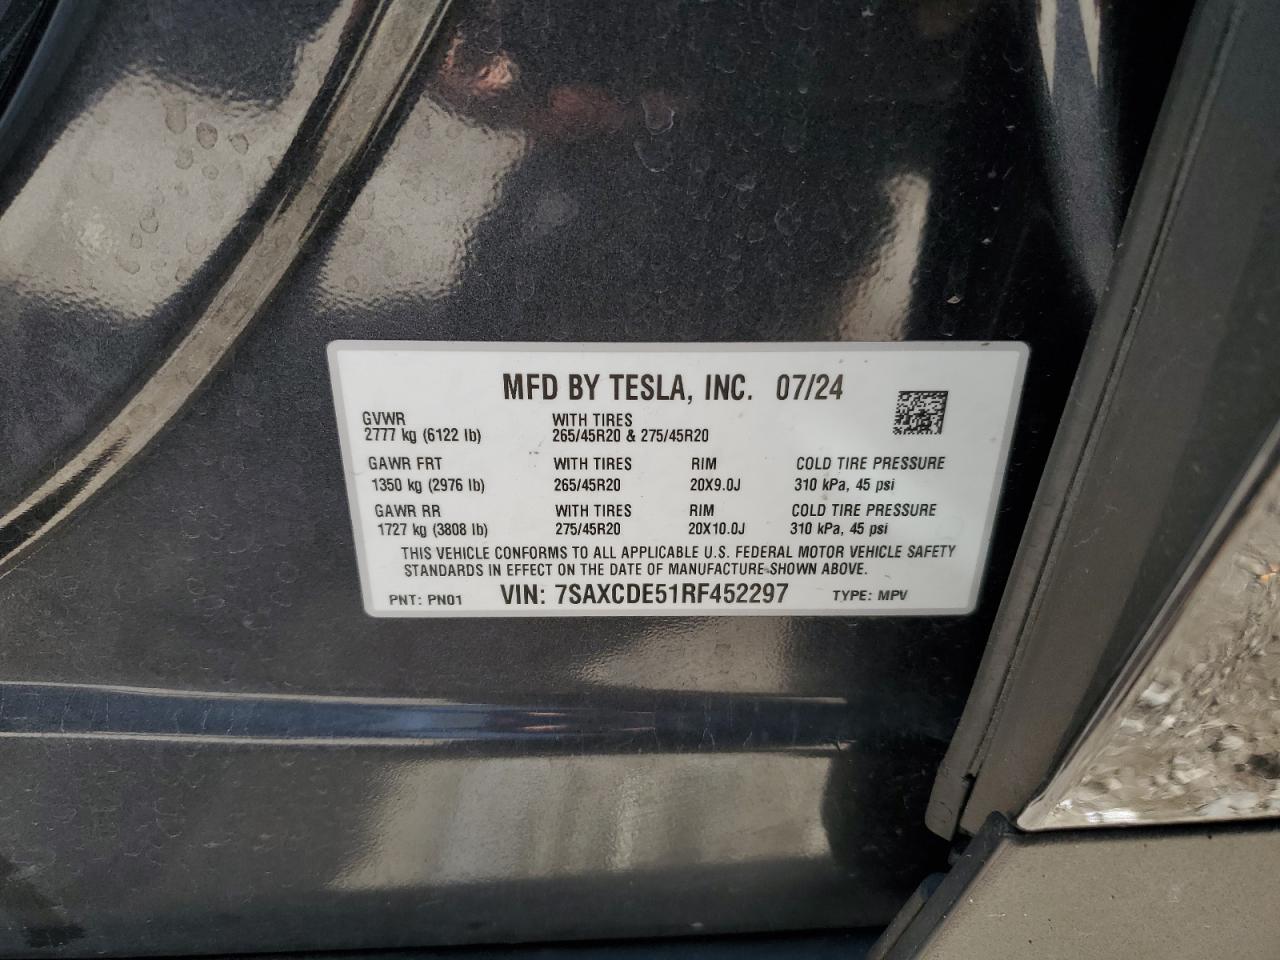 MFD BY TESLA, INC. 07/24
GVWR WITH TIRES
2777 kg (6122 lb) 265/45R20 & 275/45R20
GAWR FRT WITH TIRES RIM COLD TIRE PRESSURE
1350 kg (2976 lb) 265/45R20 20X9.0J 310 kPa, 45 psi
GAWR RR WITH TIRES RIM COLD TIRE PRESSURE
1727 kg (3808 lb) 275/45R20 20X10.0J 310 kPa, 45 psi
THIS VEHICLE CONFORMS TO ALL APPLICABLE U.S. FEDERAL MOTOR VEHICLE SAFETY
STANDARDS IN EFFECT ON THE DATE OF MANUFACTURE SHOWN ABOVE.
PNT: PN01 VIN: 7SAXCDE51RF452297 TYPE: MPV